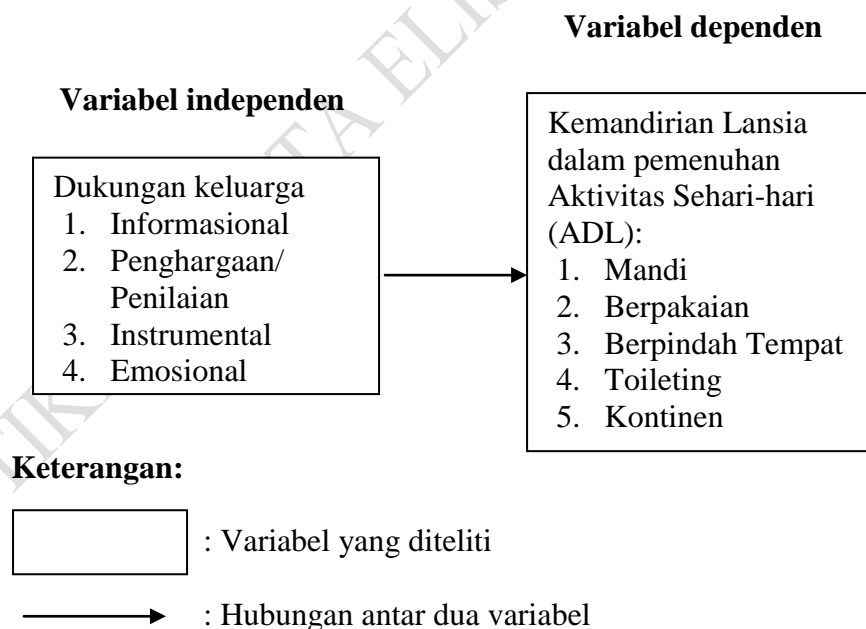 Variabel dependen
Variabel independen
Dukungan keluarga
1. Informasional
2. Penghargaan/
Penilaian
3. Instrumental
4. Emosional
Kemandirian Lansia
dalam pemenuhan
Aktivitas Sehari-hari
(ADL):
1. Mandi
2. Berpakaian
3. Berpindah Tempat
4. Toileting
5. Kontinen
Keterangan:
: Variabel yang diteliti
: Hubungan antar dua variabel